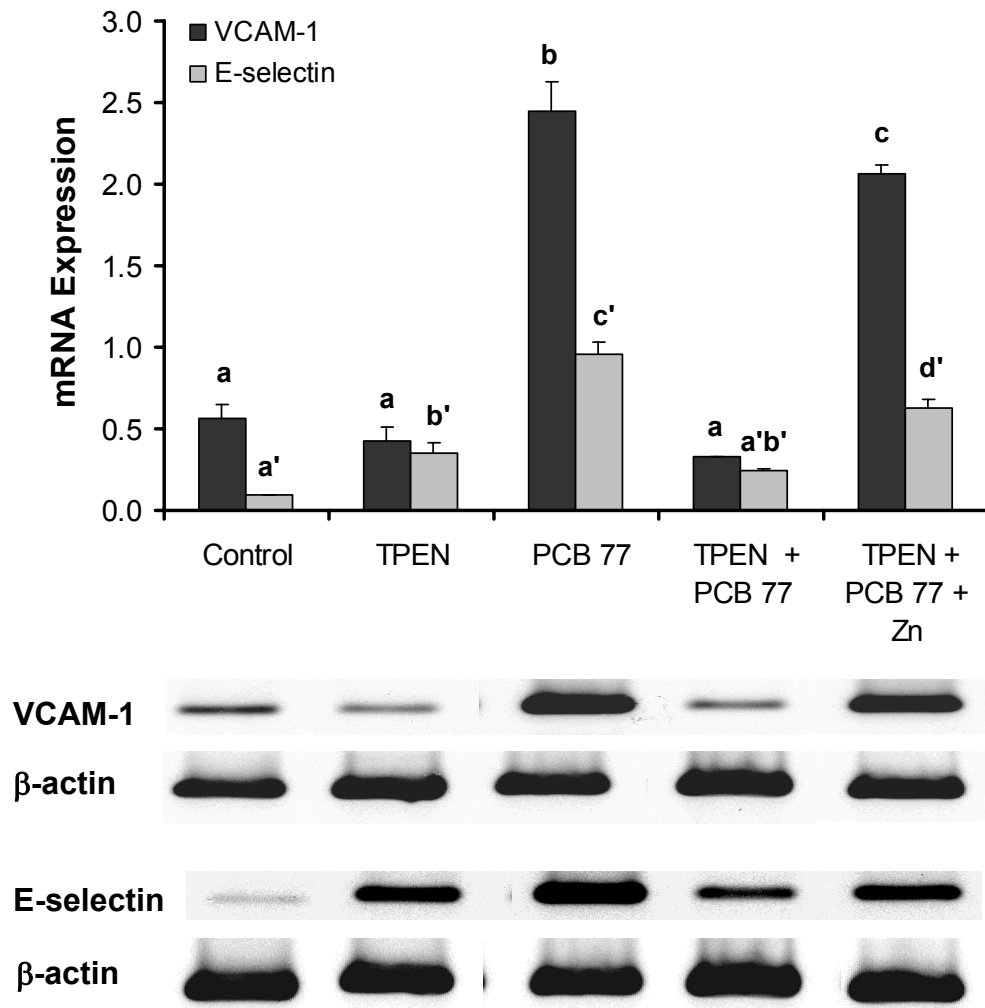 mRNA Expression
3.0
2.5
2.0
1.5
1.0
0.5
0.0
VCAM-1
E-selectin
a
a'
a
b'
b
c'
a
a'b'
c
d'
Control
TPEN
PCB 77
TPEN +
PCB 77
TPEN +
PCB 77 +
Zn
VCAM-1
β-actin
E-selectin
β-actin